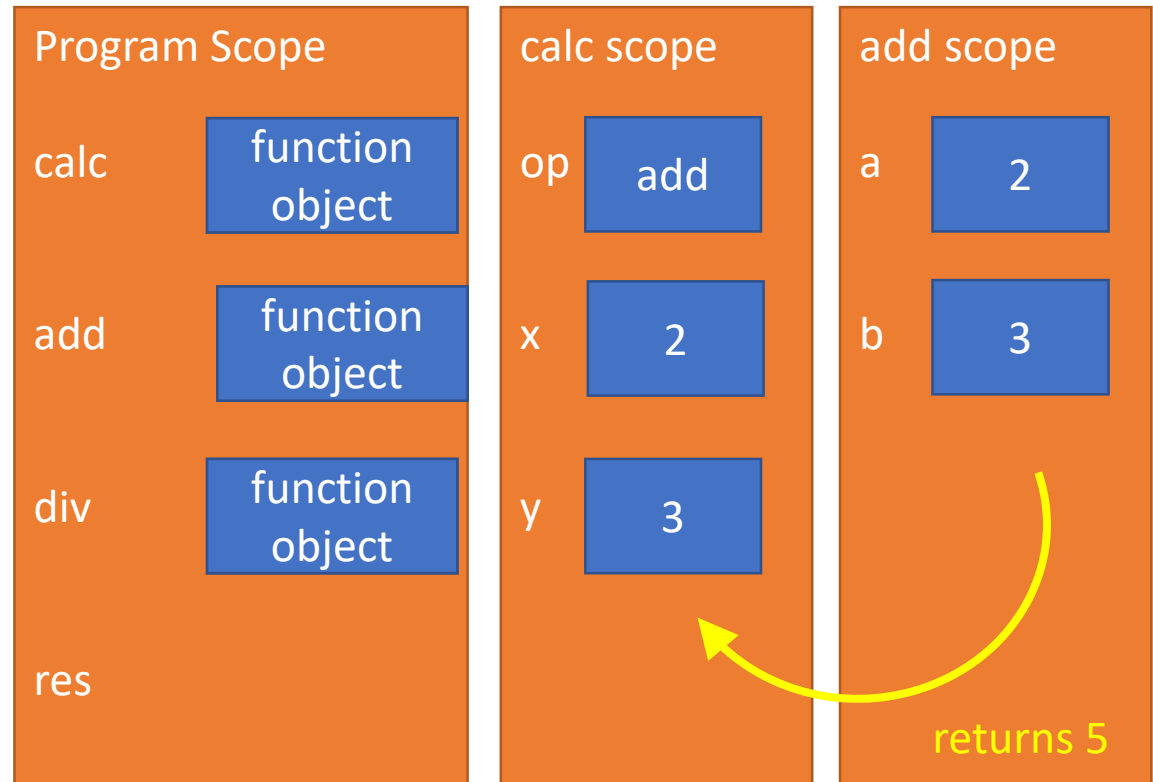 Program Scope
calc
function
object
add
function
object
div
function
object
res
calc scope
op
add
x
2
y
3
add scope
a
2
b
3
returns 5